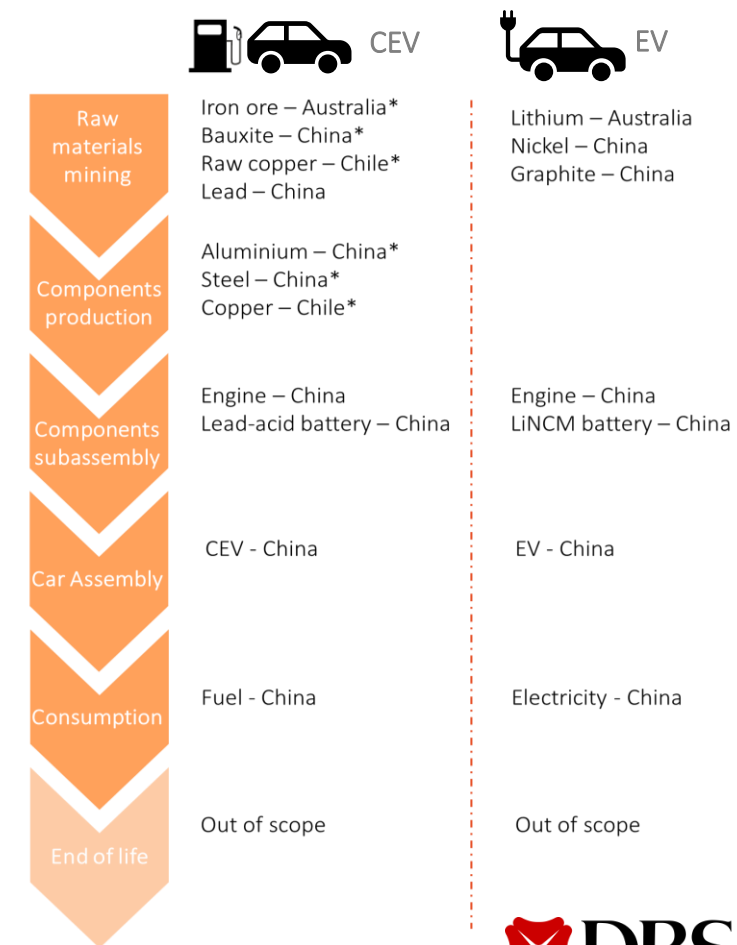 CEV
EV
Raw
materials
mining
Iron ore – Australia*
Bauxite – China*
Raw copper – Chile*
Lead – China
Lithium – Australia
Nickel – China
Graphite – China
Components
production
Aluminium – China*
Steel – China*
Copper – Chile*
Components
subassembly
Engine – China
Lead-acid battery – China
Engine – China
LiNCM battery – China
Car Assembly
CEV - China
EV - China
Consumption
Fuel - China
Electricity - China
End of life
Out of scope
Out of scope
DBS